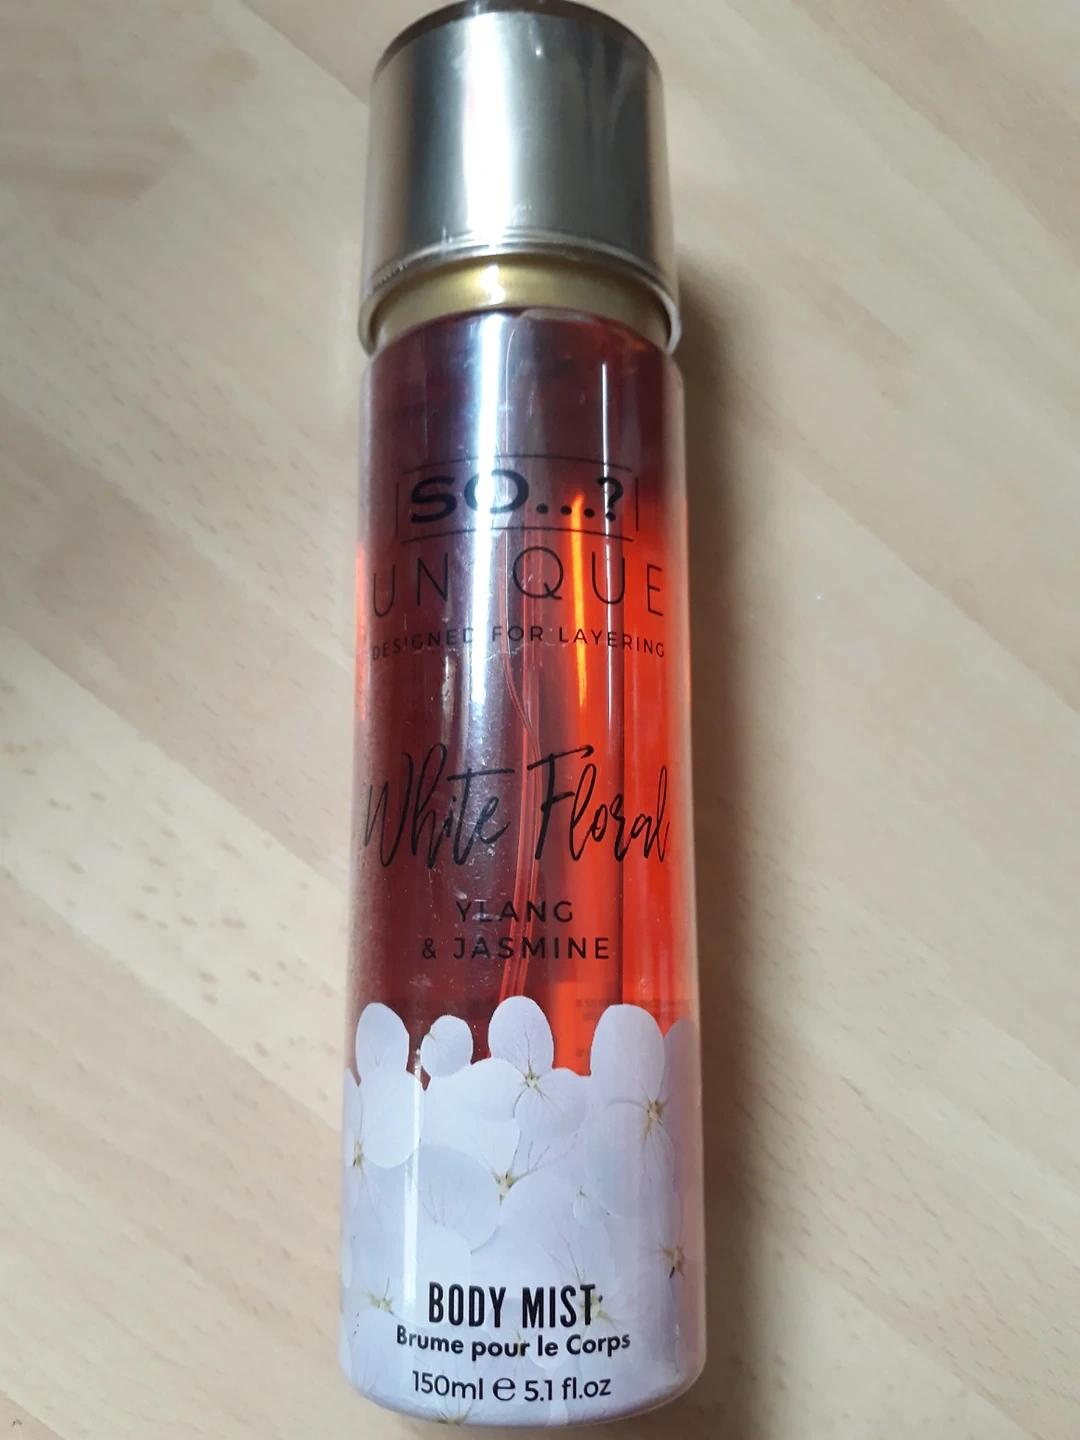 SO...?
UNIQUE
DESIGNED FOR LAYERING
White Floral
YLANG
& JASMINE
BODY MIST
Brume pour le Corps
150ml ℮ 5.1 fl.oz